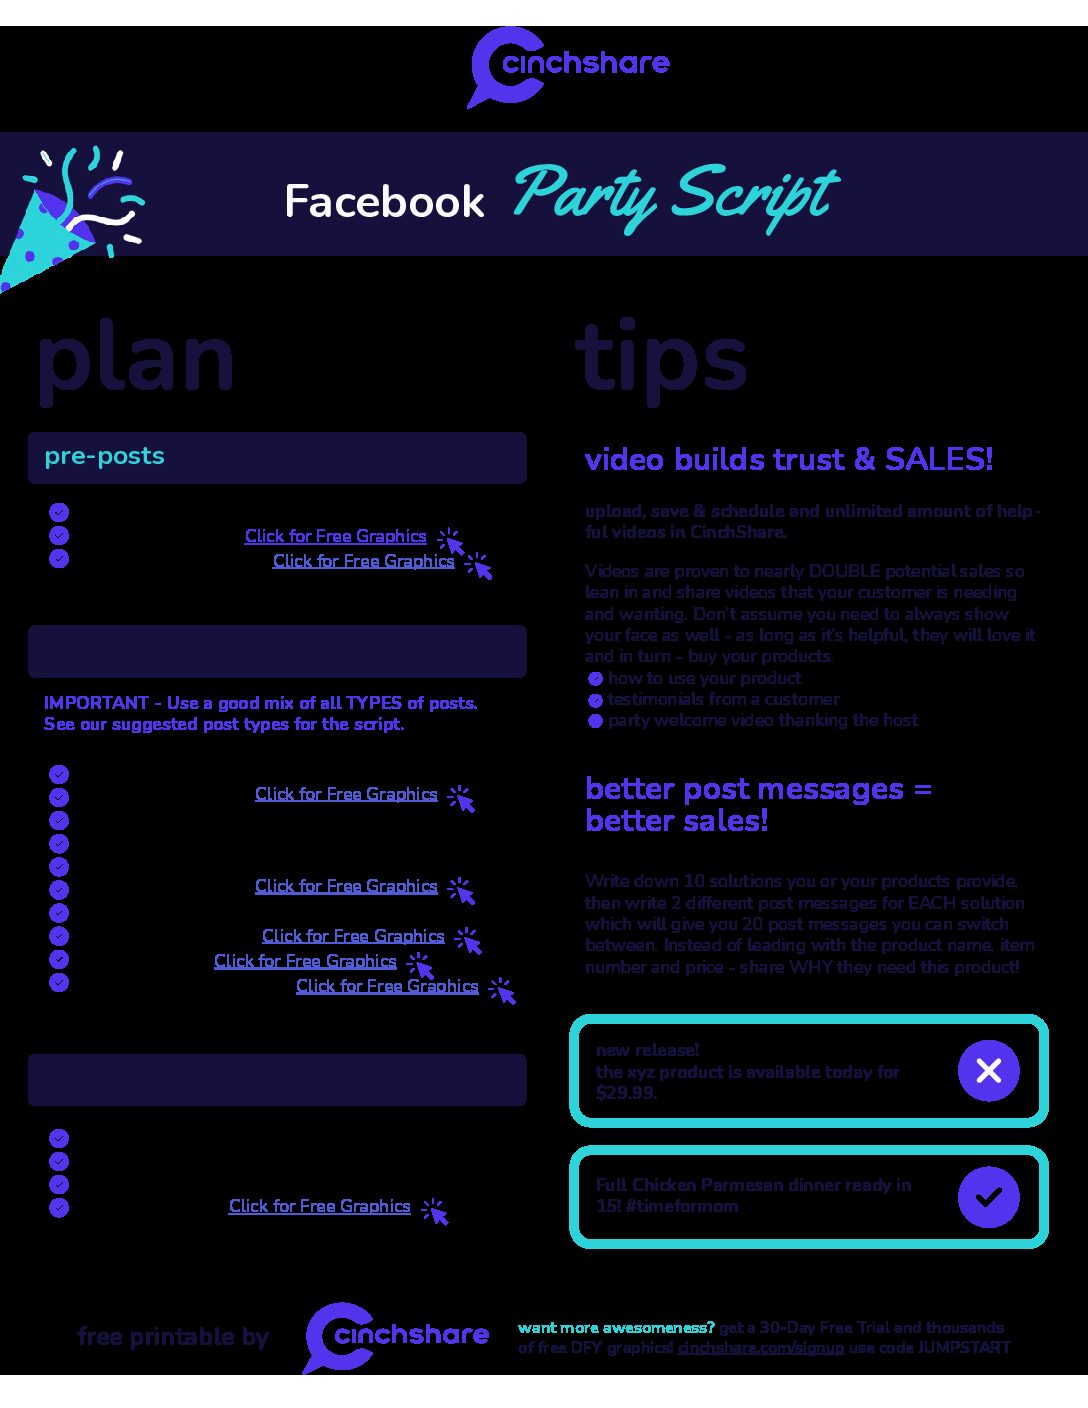 cinchshare
Facebook Party Script
plan
pre-posts
Click for Free Graphics
Click for Free Graphics
IMPORTANT - Use a good mix of all TYPES of posts.
See our suggested post types for the script.
Click for Free Graphics
Click for Free Graphics
Click for Free Graphics
Click for Free Graphics
Click for Free Graphics
Click for Free Graphics
tips
video builds trust & SALES!
upload, save & schedule and unlimited amount of help-
ful videos in CinchShare.
Videos are proven to nearly DOUBLE potential sales so
lean in and share videos that your customer is needing
and wanting. Don't assume you need to always show
your face as well - as long as it's helpful, they will love it
and in turn - buy your products.
how to use your product
testimonials from a customer
party welcome video thanking the host
better post messages =
better sales!
Write down 10 solutions you or your products provide,
then write 2 different post messages for EACH solution
which will give you 20 post messages you can switch
between. Instead of leading with the product name, item
number and price - share WHY they need this product!
new release!
the xyz product is available today for
$29.99.
Full Chicken Parmesan dinner ready in
15! #timeformom
free printable by
cinchshare
want more awesomeness? get a 30-Day Free Trial and thousands
of free DFY graphics! cinchshare.com/signup use code JUMPSTART